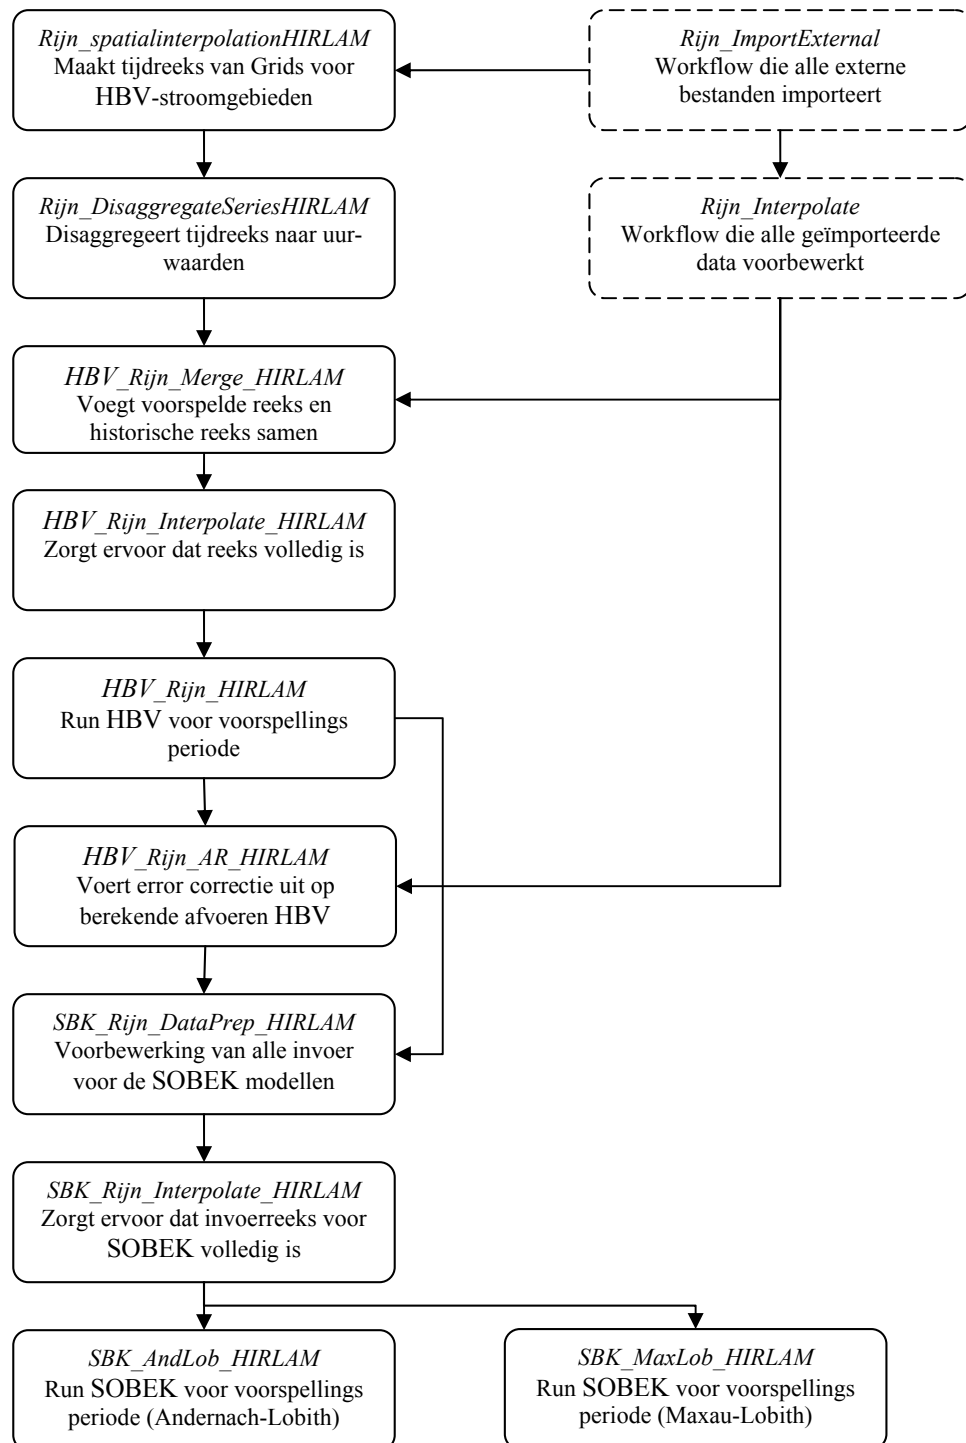 Rijn_spatialinterpolationHIRLAM
Maakt tijdreeks van Grids voor
HBV-stroomgebieden
Rijn_ImportExternal
Workflow die alle externe
bestanden importeert
Rijn_DisaggregateSeriesHIRLAM
Disaggregeert tijdreeks naar uur-
waarden
Rijn_Interpolate
Workflow die alle geïmporteerde
data voorbewerkt
HBV_Rijn_Merge_HIRLAM
Voegt voorspelde reeks en
historische reeks samen
HBV_Rijn_Interpolate_HIRLAM
Zorgt ervoor dat reeks volledig is
HBV_Rijn_HIRLAM
Run HBV voor voorspellings
periode
HBV_Rijn_AR_HIRLAM
Voert error correctie uit op
berekende afvoeren HBV
SBK_Rijn_DataPrep_HIRLAM
Voorbewerking van alle invoer
voor de SOBEK modellen
SBK_Rijn_Interpolate_HIRLAM
Zorgt ervoor dat invoerreeks voor
SOBEK volledig is
SBK_AndLob_HIRLAM
Run SOBEK voor voorspellings
periode (Andernach-Lobith)
SBK_MaxLob_HIRLAM
Run SOBEK voor voorspellings
periode (Maxau-Lobith)